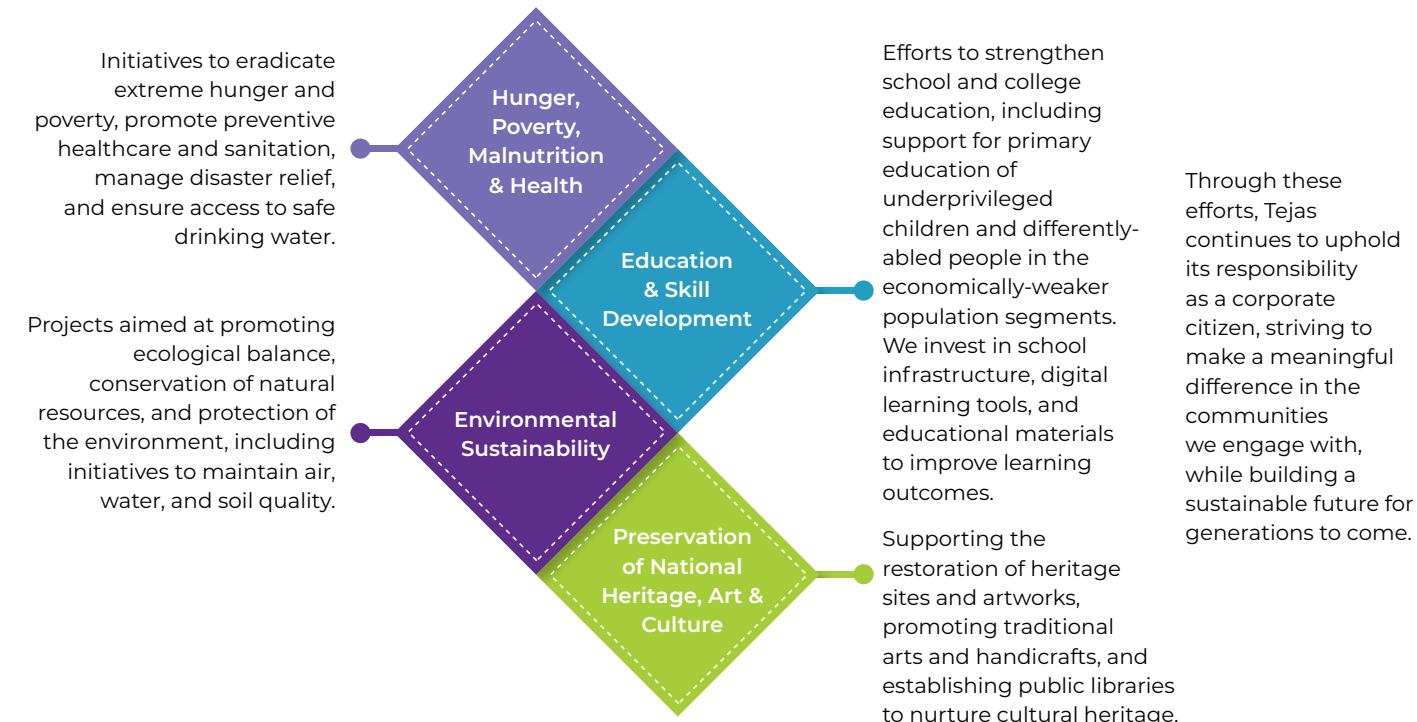 Initiatives to eradicate
extreme hunger and
poverty, promote preventive
healthcare and sanitation,
manage disaster relief,
and ensure access to safe
drinking water.
Hunger,
Poverty,
Malnutrition
& Health
Efforts to strengthen
school and college
education, including
support for primary
education of
underprivileged
children and differently-
abled people in the
economically-weaker
population segments.
We invest in school
infrastructure, digital
learning tools, and
educational materials
to improve learning
outcomes.
Education
& Skill
Development
Projects aimed at promoting
ecological balance,
conservation of natural
resources, and protection of
the environment, including
initiatives to maintain air,
water, and soil quality.
Environmental
Sustainability
Preservation
of National
Heritage, Art &
Culture
Supporting the
restoration of heritage
sites and artworks,
promoting traditional
arts and handicrafts, and
establishing public libraries
to nurture cultural heritage.
Through these
efforts, Tejas
continues to uphold
its responsibility
as a corporate
citizen, striving to
make a meaningful
difference in the
communities
we engage with,
while building a
sustainable future for
generations to come.